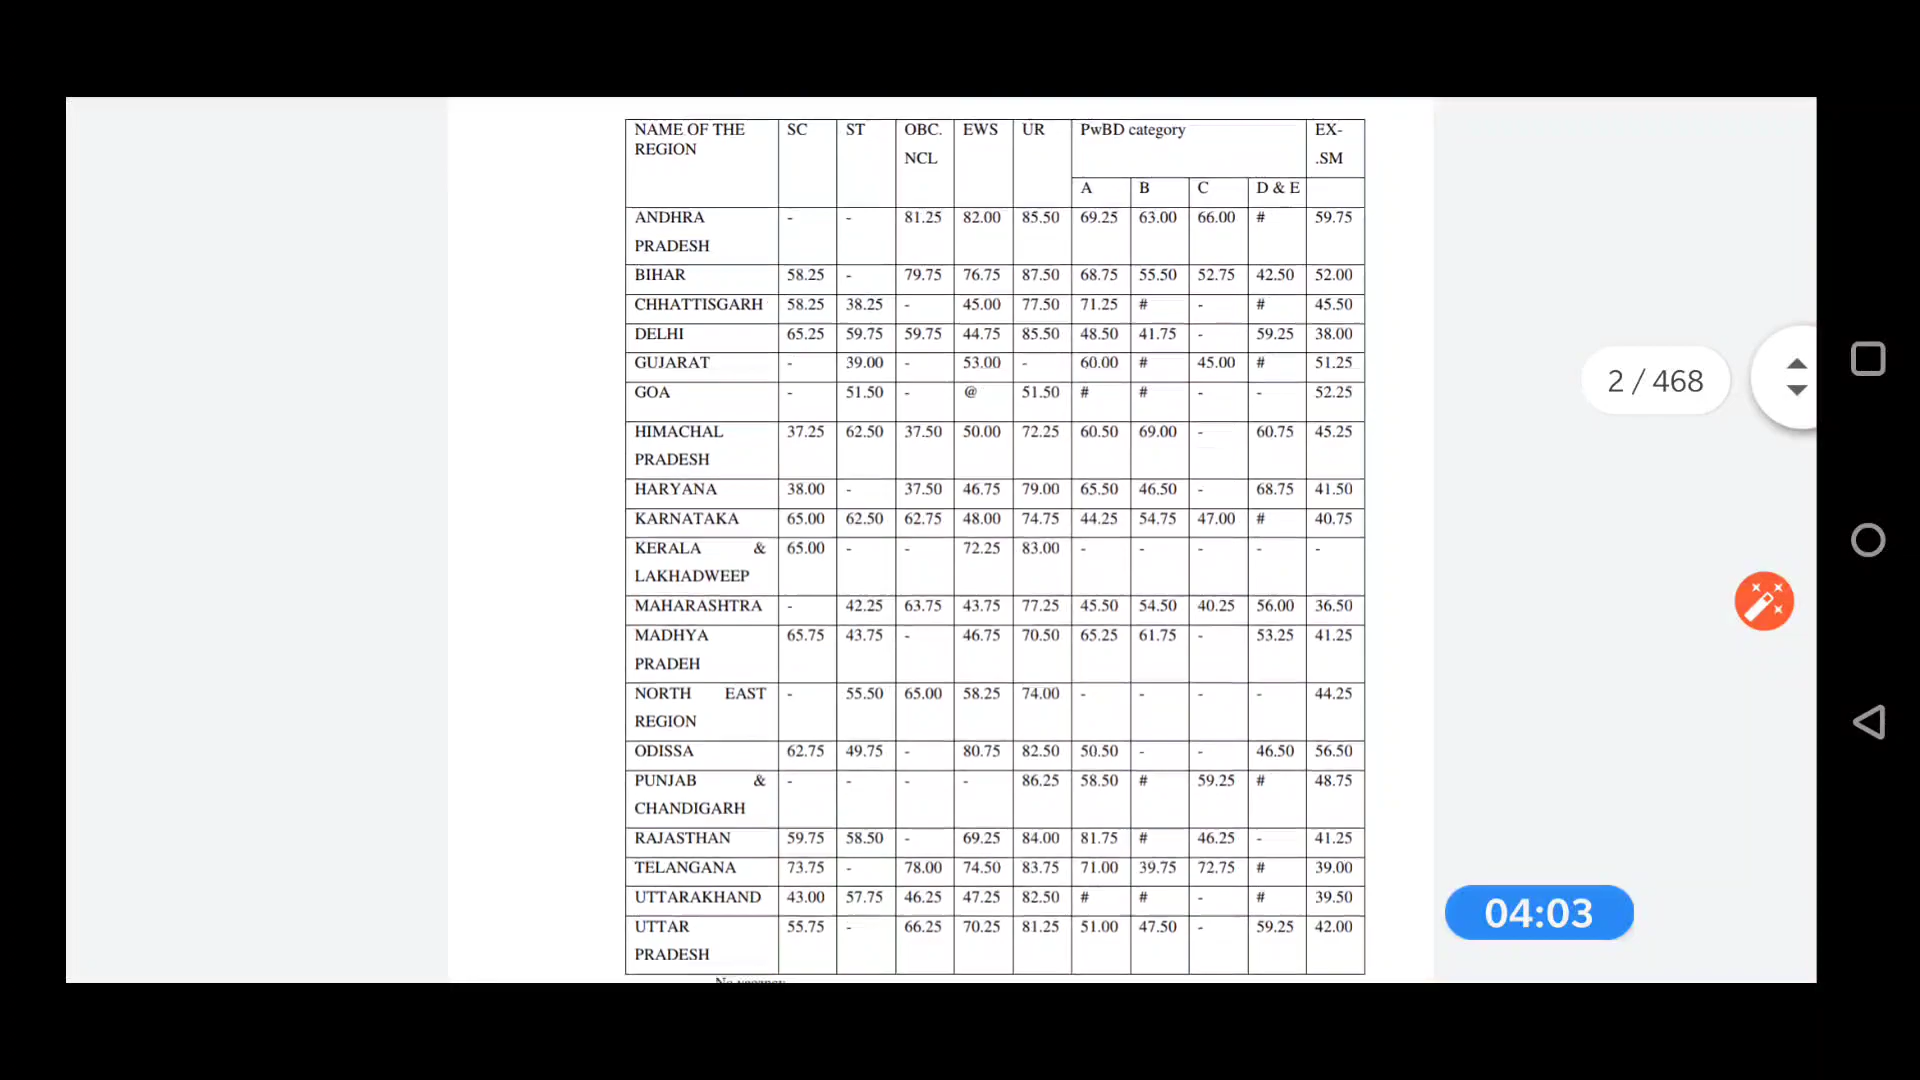 NAME OF THE REGION SC ST OBC. NCL EWS UR PwBD category EX- .SM
A B C D & E
ANDHRA PRADESH - - 81.25 82.00 85.50 69.25 63.00 66.00 # 59.75
BIHAR 58.25 - 79.75 76.75 87.50 68.75 55.50 52.75 42.50 52.00
CHHATTISGARH 58.25 38.25 - 45.00 77.50 71.25 # - # 45.50
DELHI 65.25 59.75 59.75 44.75 85.50 48.50 41.75 - 59.25 38.00
GUJARAT - 39.00 - 53.00 - 60.00 # 45.00 # 51.25
GOA - 51.50 - @ 51.50 # # - - 52.25
HIMACHAL PRADESH 37.25 62.50 37.50 50.00 72.25 60.50 69.00 - 60.75 45.25
HARYANA 38.00 - 37.50 46.75 79.00 65.50 46.50 - 68.75 41.50
KARNATAKA 65.00 62.50 62.75 48.00 74.75 44.25 54.75 47.00 # 40.75
KERALA & LAKHADWEEP 65.00 - - 72.25 83.00 - - - - -
MAHARASHTRA - 42.25 63.75 43.75 77.25 45.50 54.50 40.25 56.00 36.50
MADHYA PRADEH 65.75 43.75 - 46.75 70.50 65.25 61.75 - 53.25 41.25
NORTH EAST REGION - 55.50 65.00 58.25 74.00 - - - - 44.25
ODISSA 62.75 49.75 - 80.75 82.50 50.50 - - 46.50 56.50
PUNJAB & CHANDIGARH - - - - 86.25 58.50 # 59.25 # 48.75
RAJASTHAN 59.75 58.50 - 69.25 84.00 81.75 # 46.25 - 41.25
TELANGANA 73.75 - 78.00 74.50 83.75 71.00 39.75 72.75 # 39.00
UTTARAKHAND 43.00 57.75 46.25 47.25 82.50 # # - # 39.50
UTTAR PRADESH 55.75 - 66.25 70.25 81.25 51.00 47.50 - 59.25 42.00
No vacancy
2 / 468
04:03